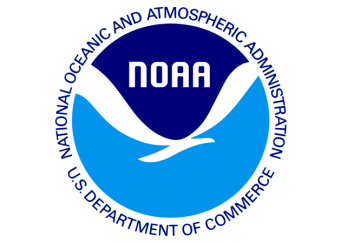 NATIONAL OCEANIC AND ATMOSPHERIC ADMINISTRATION
NOAA
U.S. DEPARTMENT OF COMMERCE